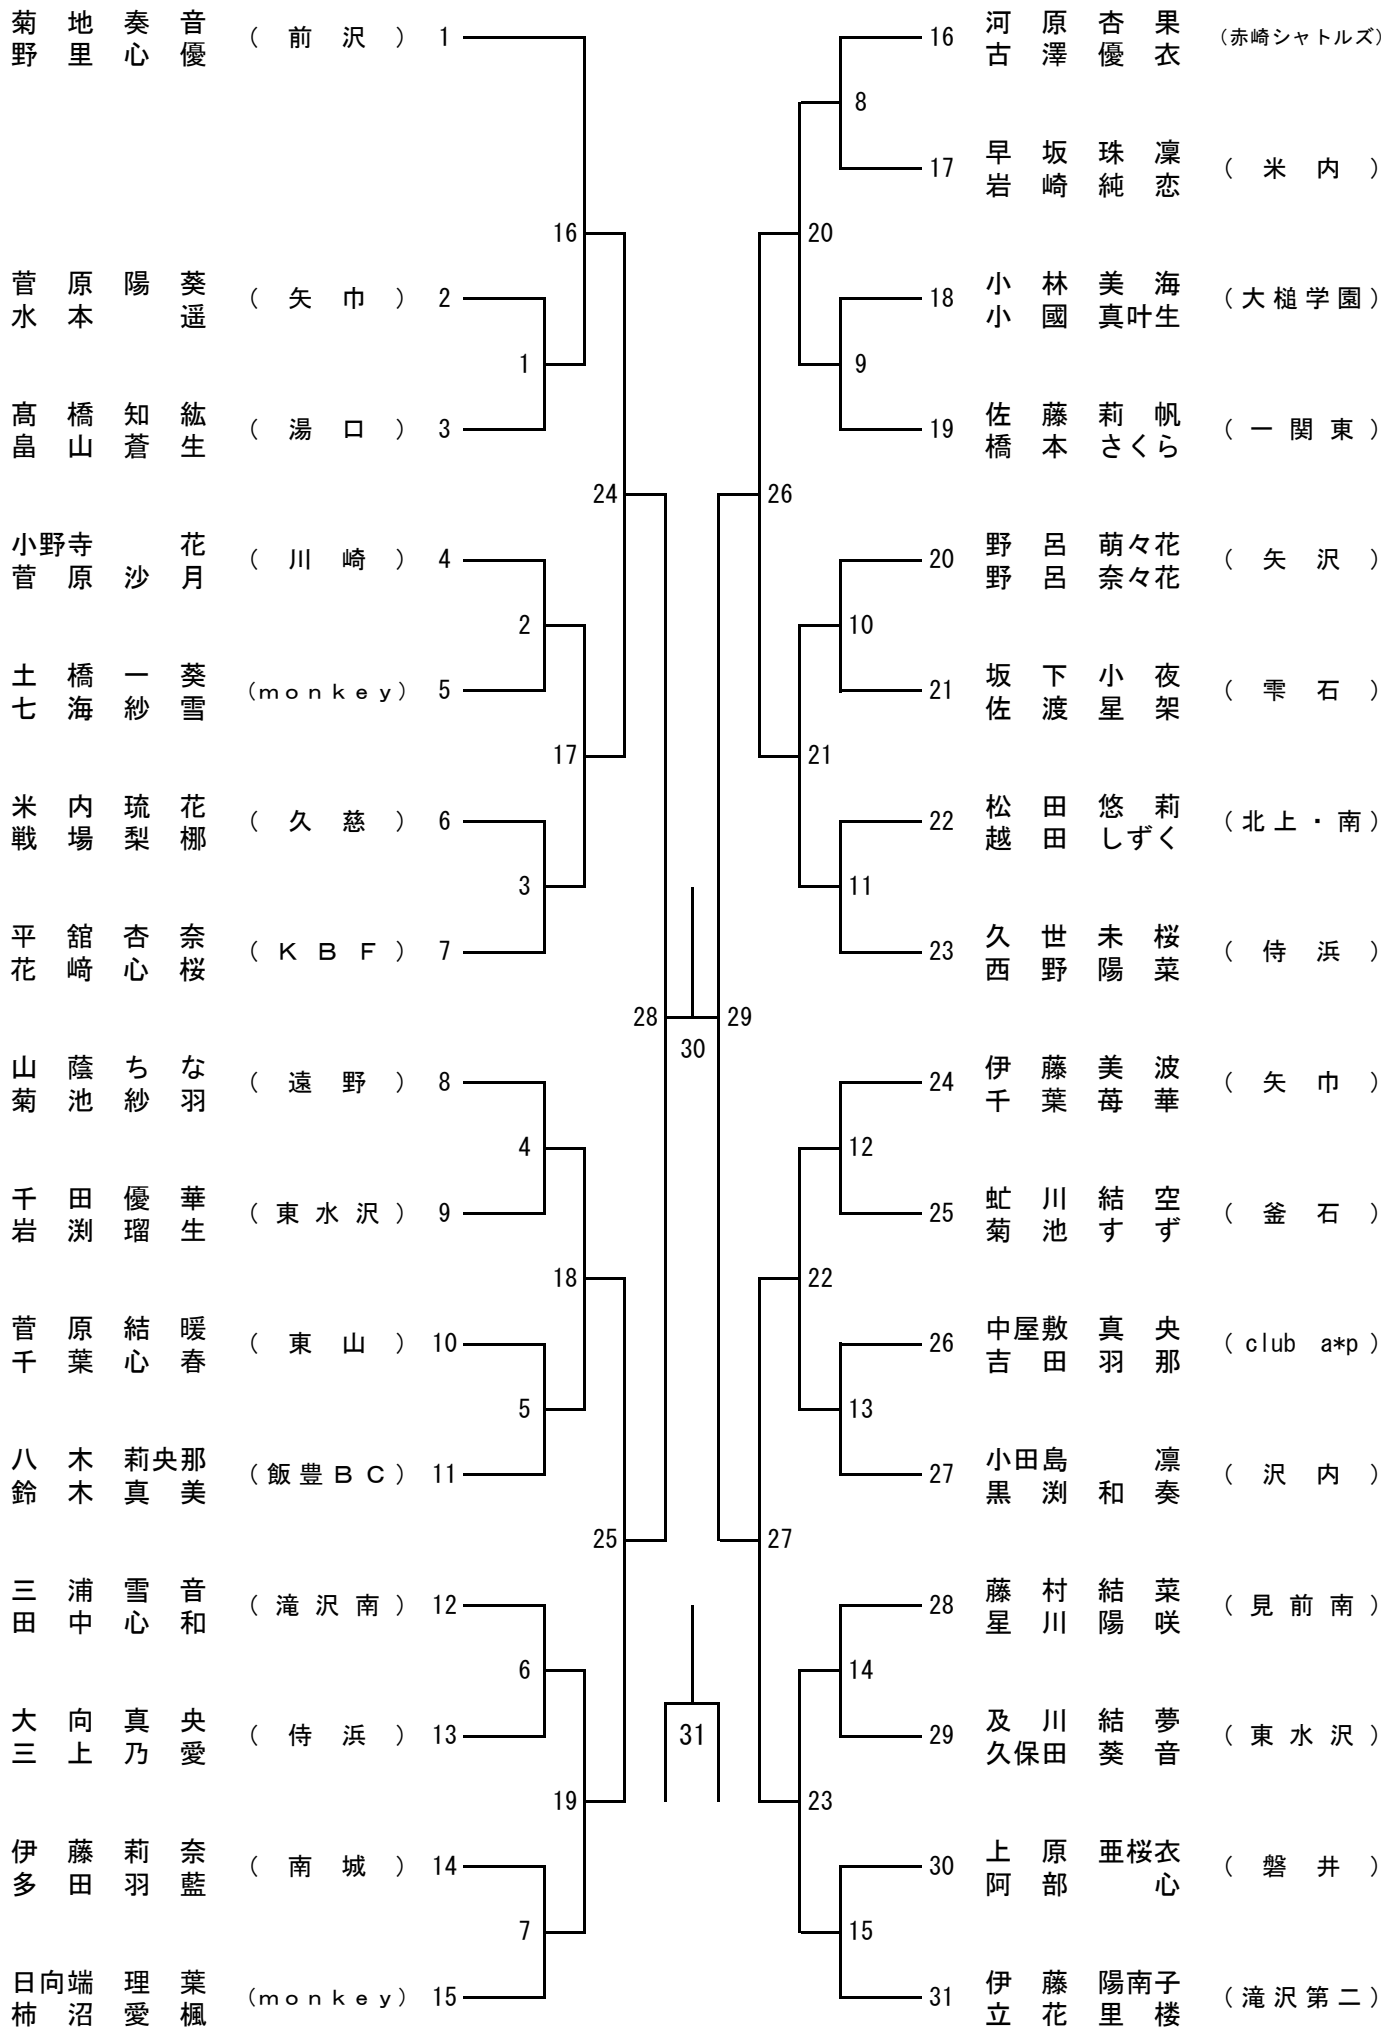 菊地奏音
野里心優
(前沢) 1
菅原陽葵
水本遥
(矢巾) 2
髙橋知紘
畠山蒼生
(湯口) 3
小野寺花
菅原沙月
(川崎) 4
土橋一葵
七海紗雪
(monkey) 5
米内琉花
戦場梨梛
(久慈) 6
平舘杏奈
花﨑心桜
(KBF) 7
山蔭ちな
菊池紗羽
(遠野) 8
千田優華
岩渕瑠生
(東水沢) 9
菅原結暖
千葉心春
(東山) 10
八木莉央那
鈴木真美
(飯豊BC) 11
三浦雪音
田中心和
(滝沢南) 12
大向真央
三上乃愛
(侍浜) 13
伊藤莉奈
多田羽藍
(南城) 14
日向端理葉
柿沼愛楓
(monkey) 15
1
2
3
4
5
6
7
16
17
18
19
24
25
28
30
31
29
26
27
20
21
22
23
8
9
10
11
12
13
14
15
16 河原杏果
古澤優衣
(赤崎シャトルズ)
17 早坂珠凜
岩崎純恋
(米内)
18 小林美海
小國真叶生
(大槌学園)
19 佐藤莉帆
橋本さくら
(一関東)
20 野呂萌々花
野呂奈々花
(矢沢)
21 坂下小夜
佐渡星架
(雫石)
22 松田悠莉
越田しずく
(北上・南)
23 久世未桜
西野陽菜
(侍浜)
24 伊藤美波
千葉苺華
(矢巾)
25 虻川結空
菊池すず
(釜石)
26 中屋敷真央
吉田羽那
(club a*p)
27 小田島凛
黒渕和奏
(沢内)
28 藤村結菜
星川陽咲
(見前南)
29 及川結夢
久保田葵音
(東水沢)
30 上原亜桜衣
阿部心
(磐井)
31 伊藤陽南子
立花里楼
(滝沢第二)